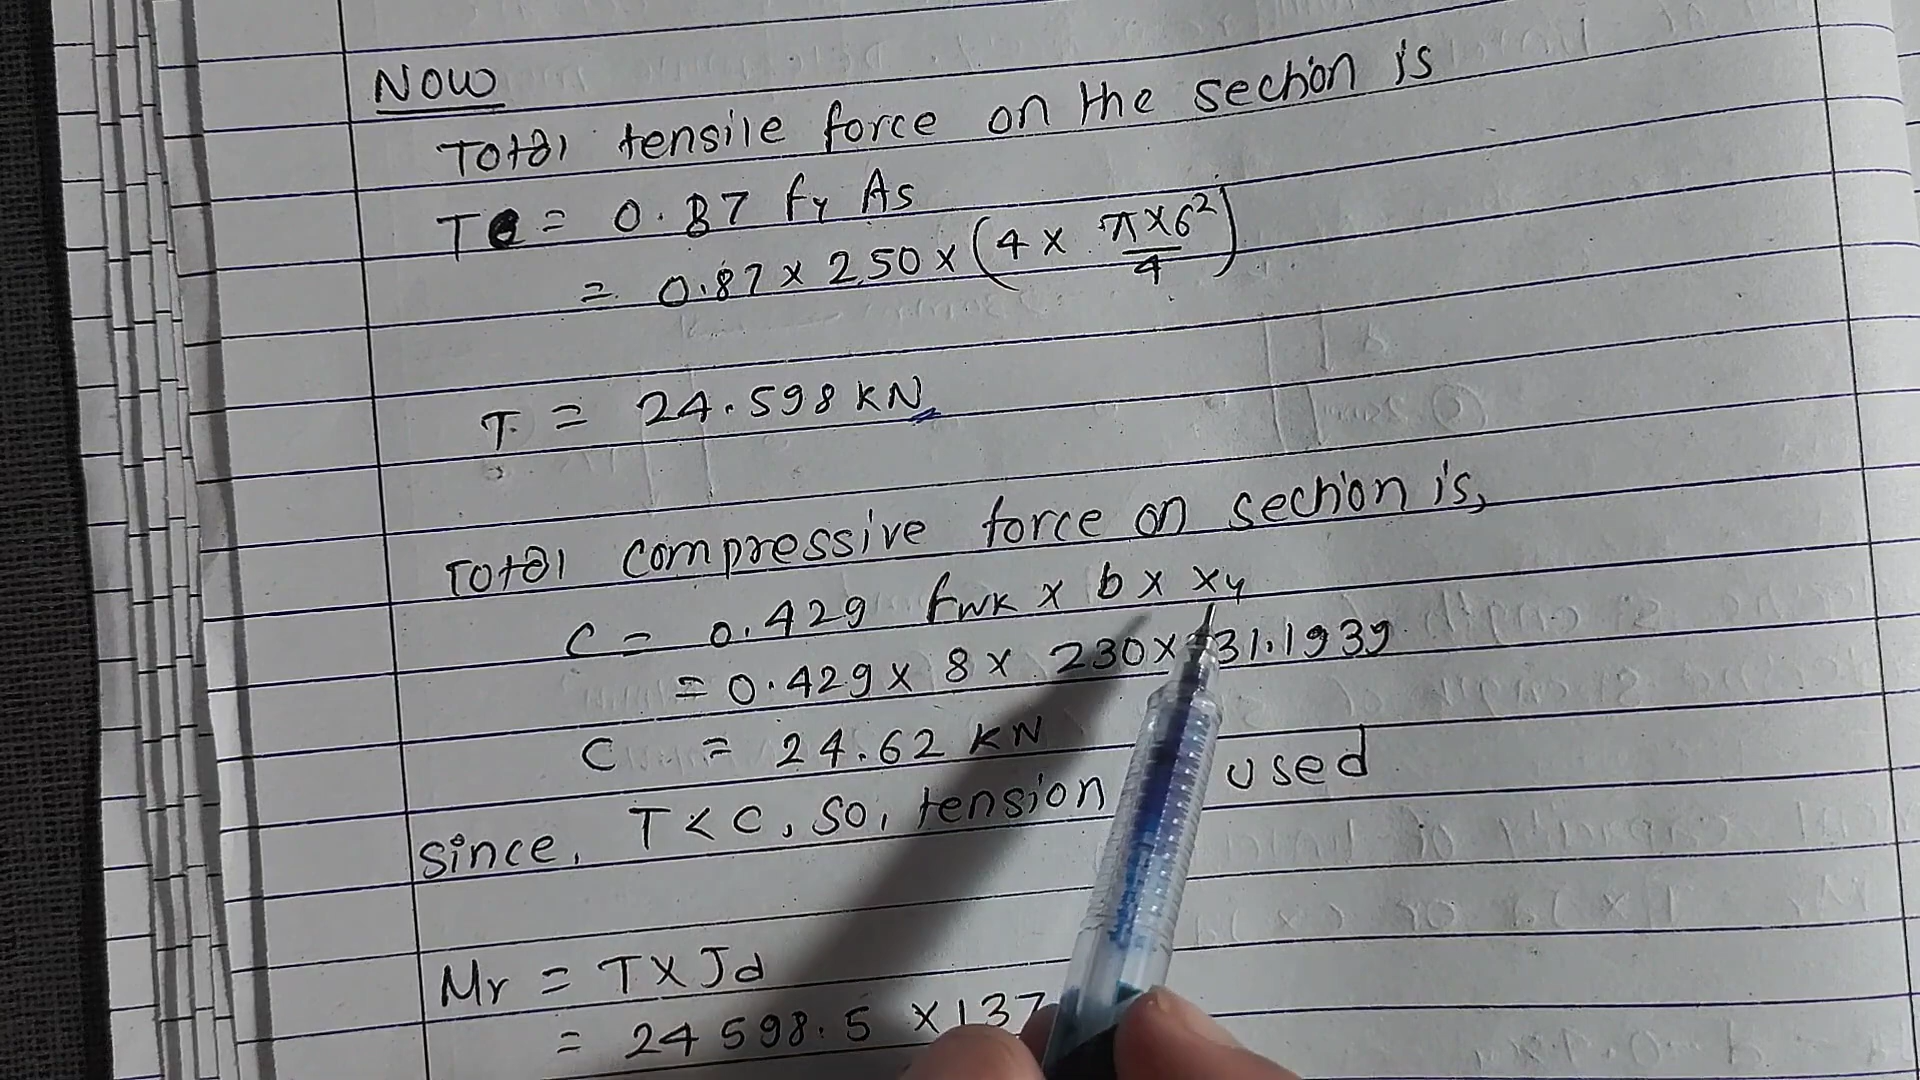 NOW
Total tensile force on the section is
T = 0.87 fy As
= 0.87 × 250 × (4 × π×6²/4)
T = 24.598 kN
Total compressive force on section is,
C = 0.429 fwk × b × xy
= 0.429 × 8 × 230 × 31.1939
C = 24.62 kN
since, T < C, so, tension used
Mr = T × Jd
= 24598.5 × 137